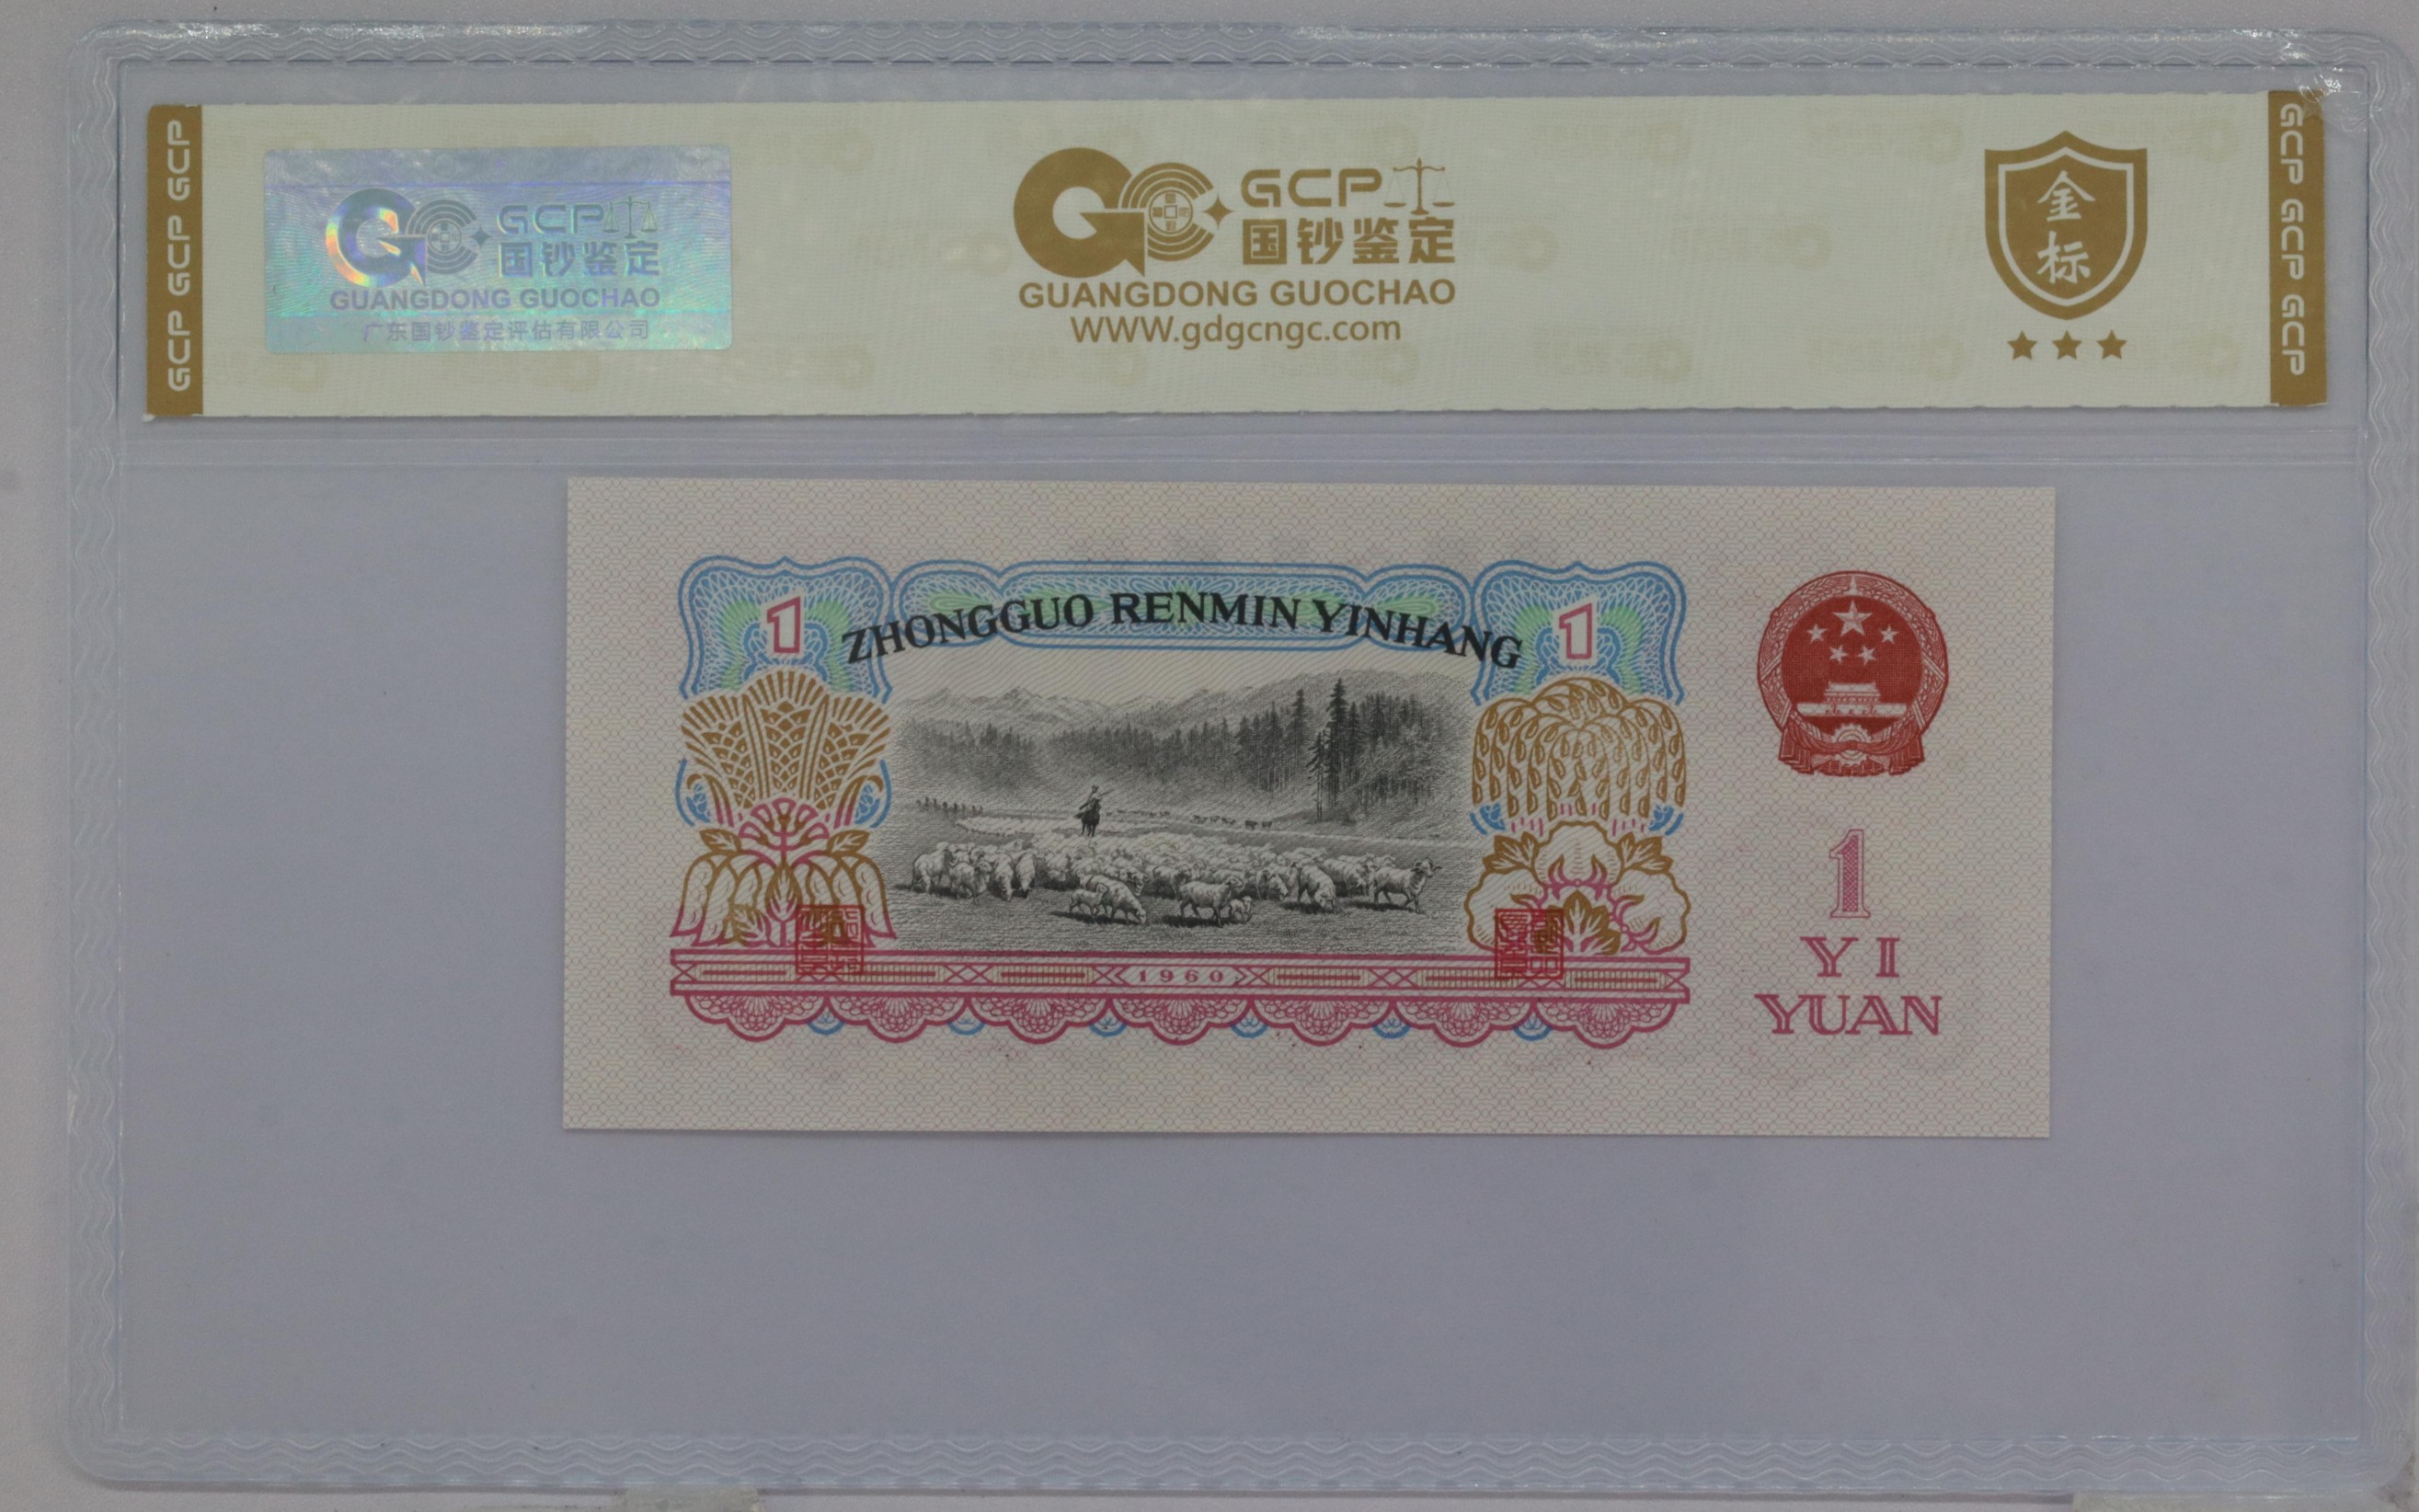 GCP GCP GCP
GCP
国钞鉴定
GUANGDONG GUOCHAO
广东国钞鉴定评估有限公司
GCP
国钞鉴定
GUANGDONG GUOCHAO
WWW.gdgcngc.com
金
标
GCP GCP GCP
1
ZHONGGUO RENMIN YINHANG
1
1960
1
YI
YUAN